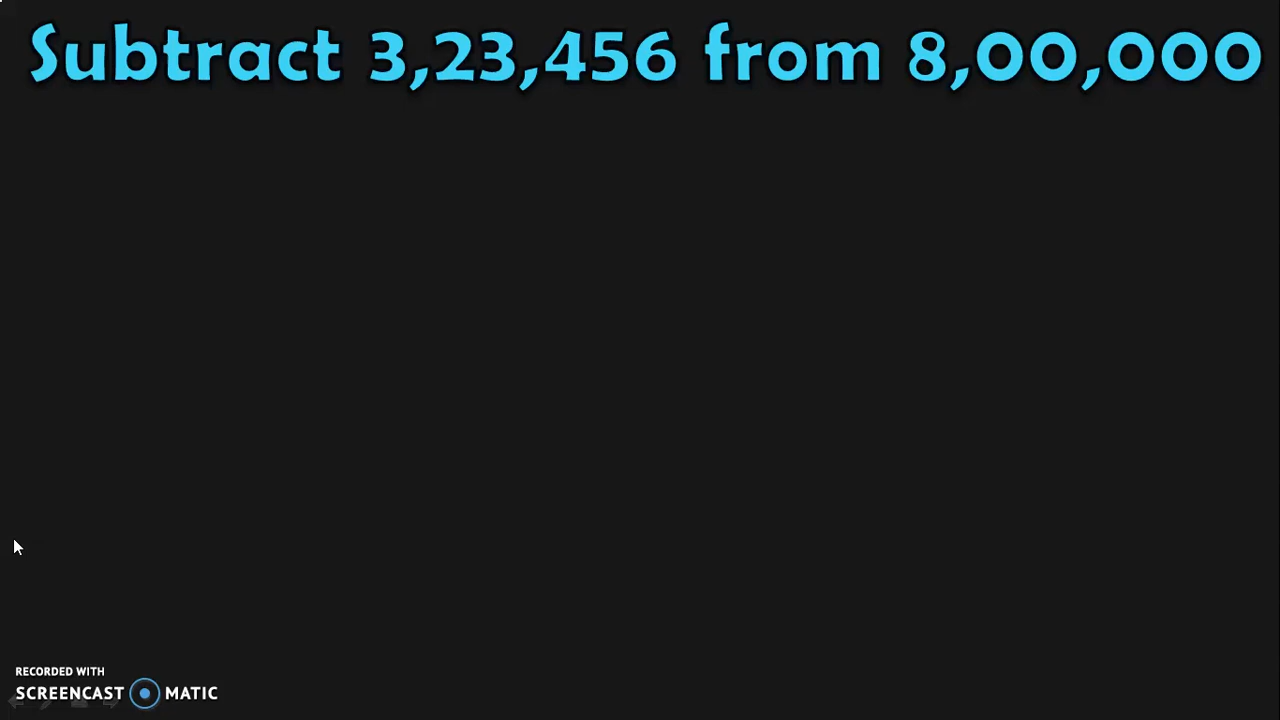 Subtract 3,23,456 from 8,00,000
RECORDED WITH
SCREENCAST MATIC